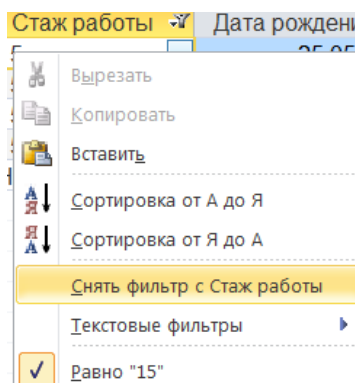 Стаж работы Дата рождени
Вырезать
Копировать
Вставить
Сортировка от А до Я
Сортировка от Я до А
Снять фильтр с Стаж работы
Текстовые фильтры
Равно "15"